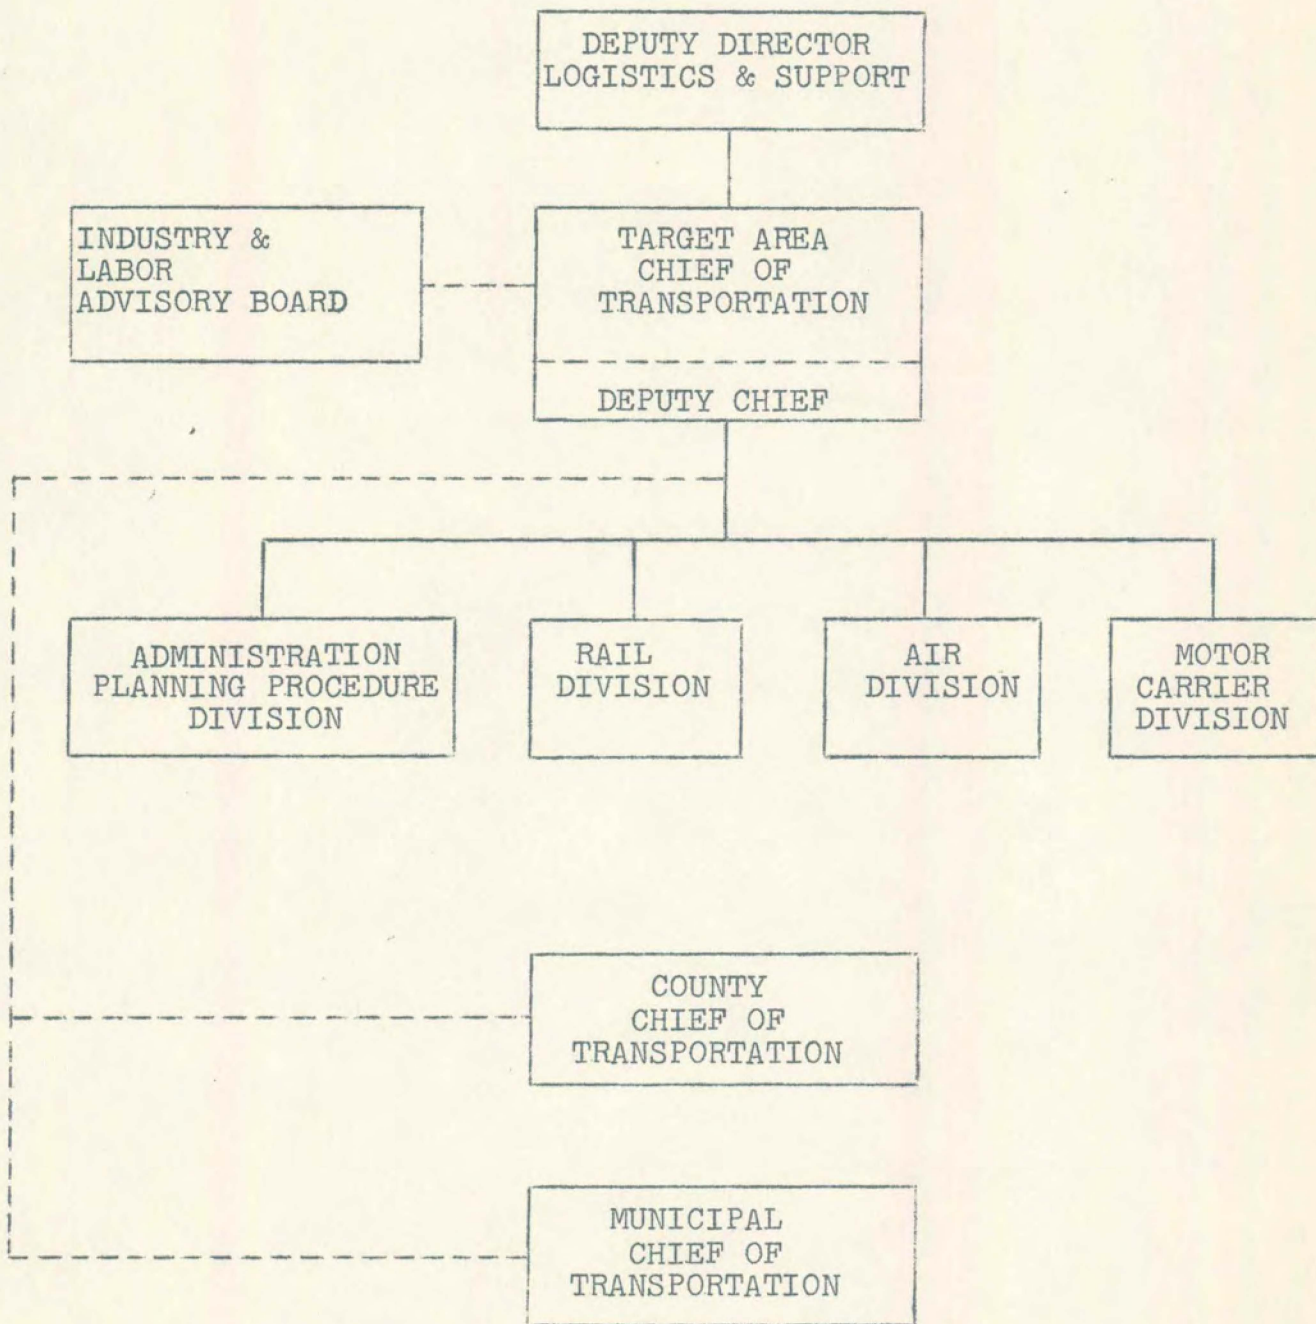 DEPUTY DIRECTOR
LOGISTICS & SUPPORT
INDUSTRY &
LABOR
ADVISORY BOARD
TARGET AREA
CHIEF OF
TRANSPORTATION
DEPUTY CHIEF
ADMINISTRATION
PLANNING PROCEDURE
DIVISION
RAIL
DIVISION
AIR
DIVISION
MOTOR
CARRIER
DIVISION
COUNTY
CHIEF OF
TRANSPORTATION
MUNICIPAL
CHIEF OF
TRANSPORTATION